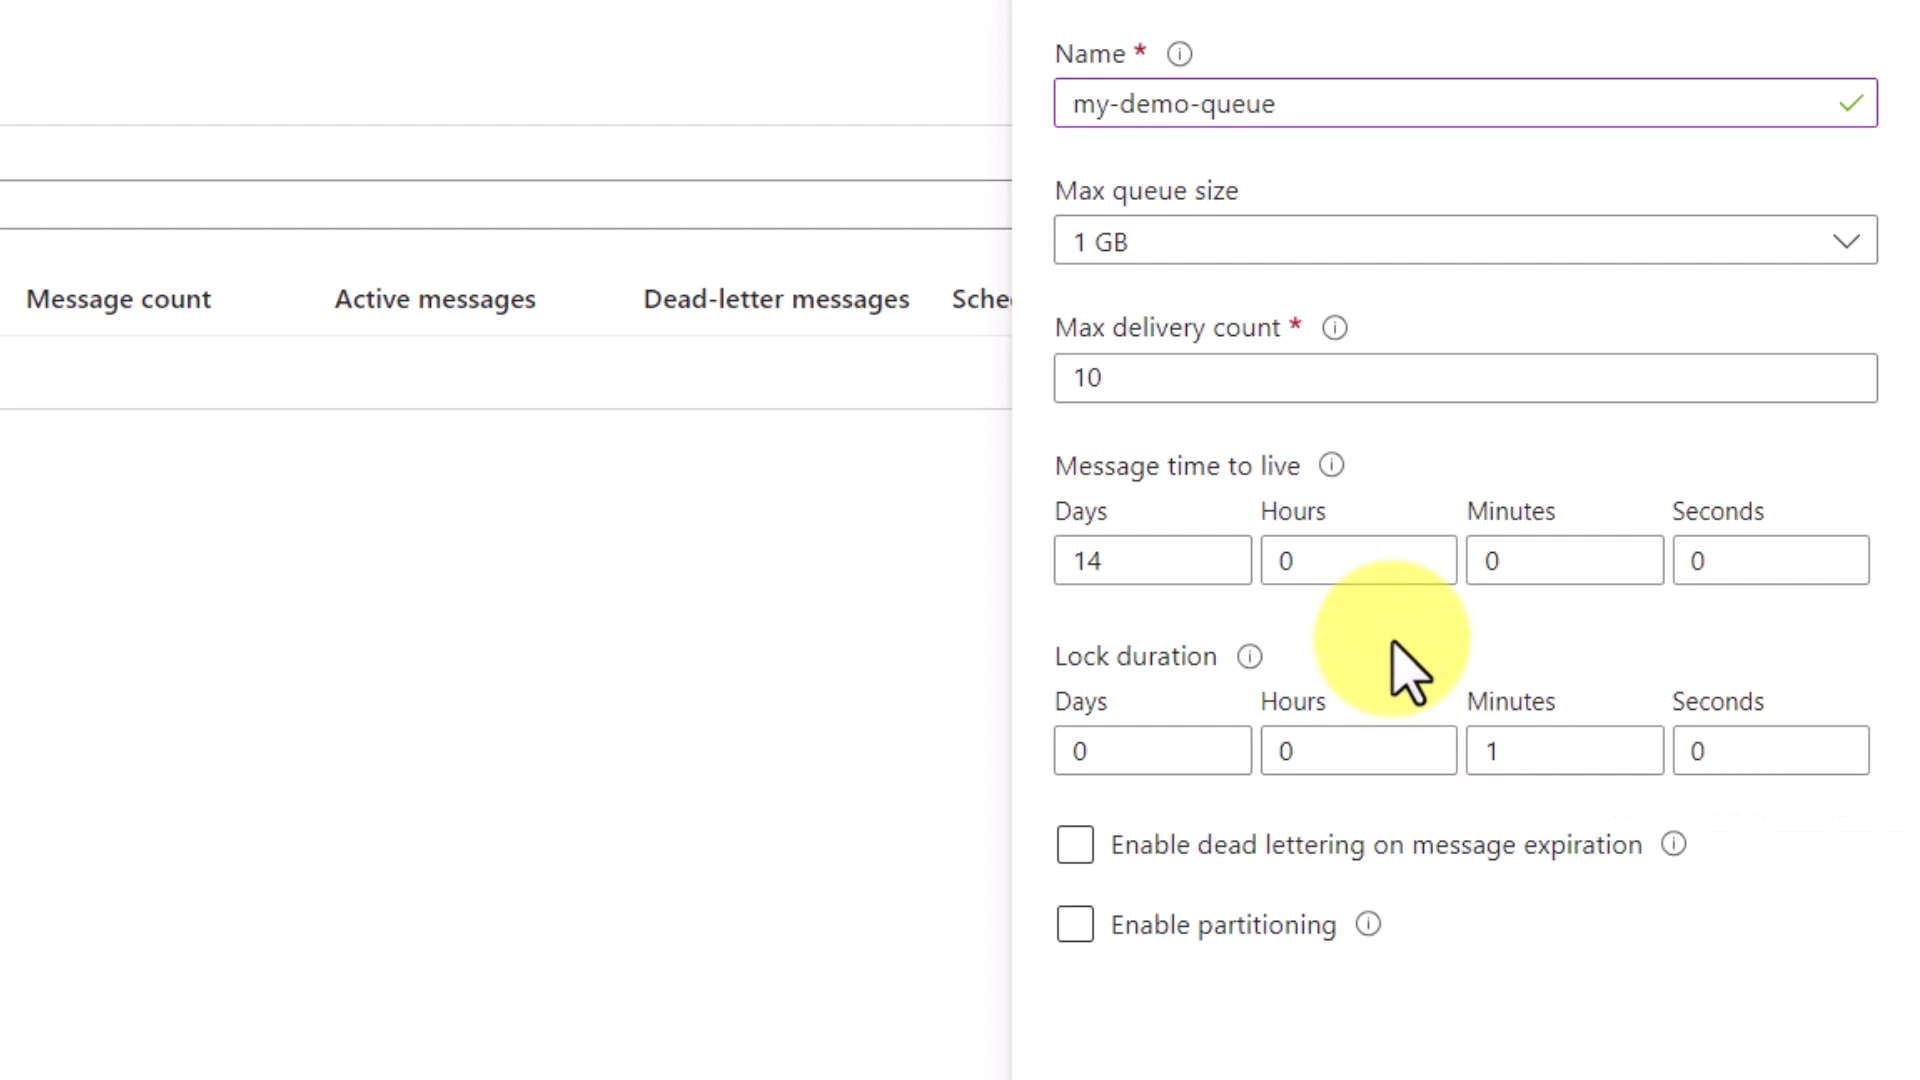 Name *
my-demo-queue
Max queue size
1 GB
Message count Active messages Dead-letter messages Sche
Max delivery count *
10
Message time to live
Days Hours Minutes Seconds
14 0 0 0
Lock duration
Days Hours Minutes Seconds
0 0 1 0
Enable dead lettering on message expiration
Enable partitioning